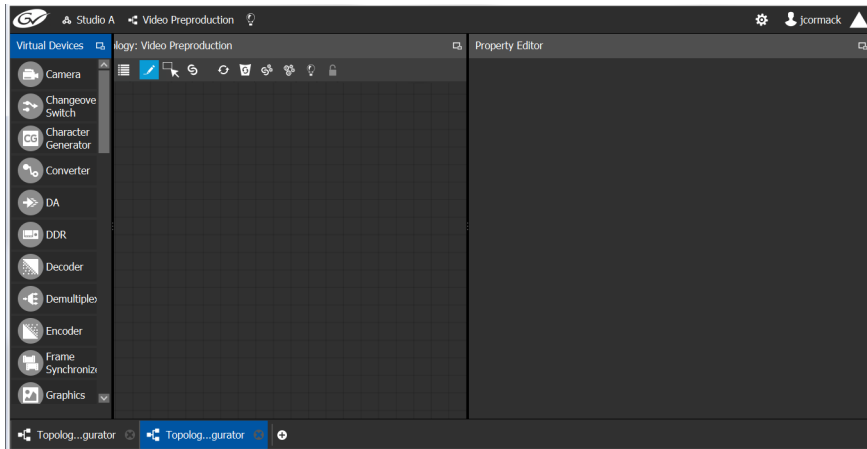 Studio A Video Preproduction jcormack
Virtual Devices
ology: Video Preproduction
Property Editor
Camera
Changeove
Switch
Character
Generator
CG
Converter
DA
DDR
Decoder
Demultiplex
Encoder
Frame
Synchroniz
Graphics
Topolog...gurator
Topolog...gurator